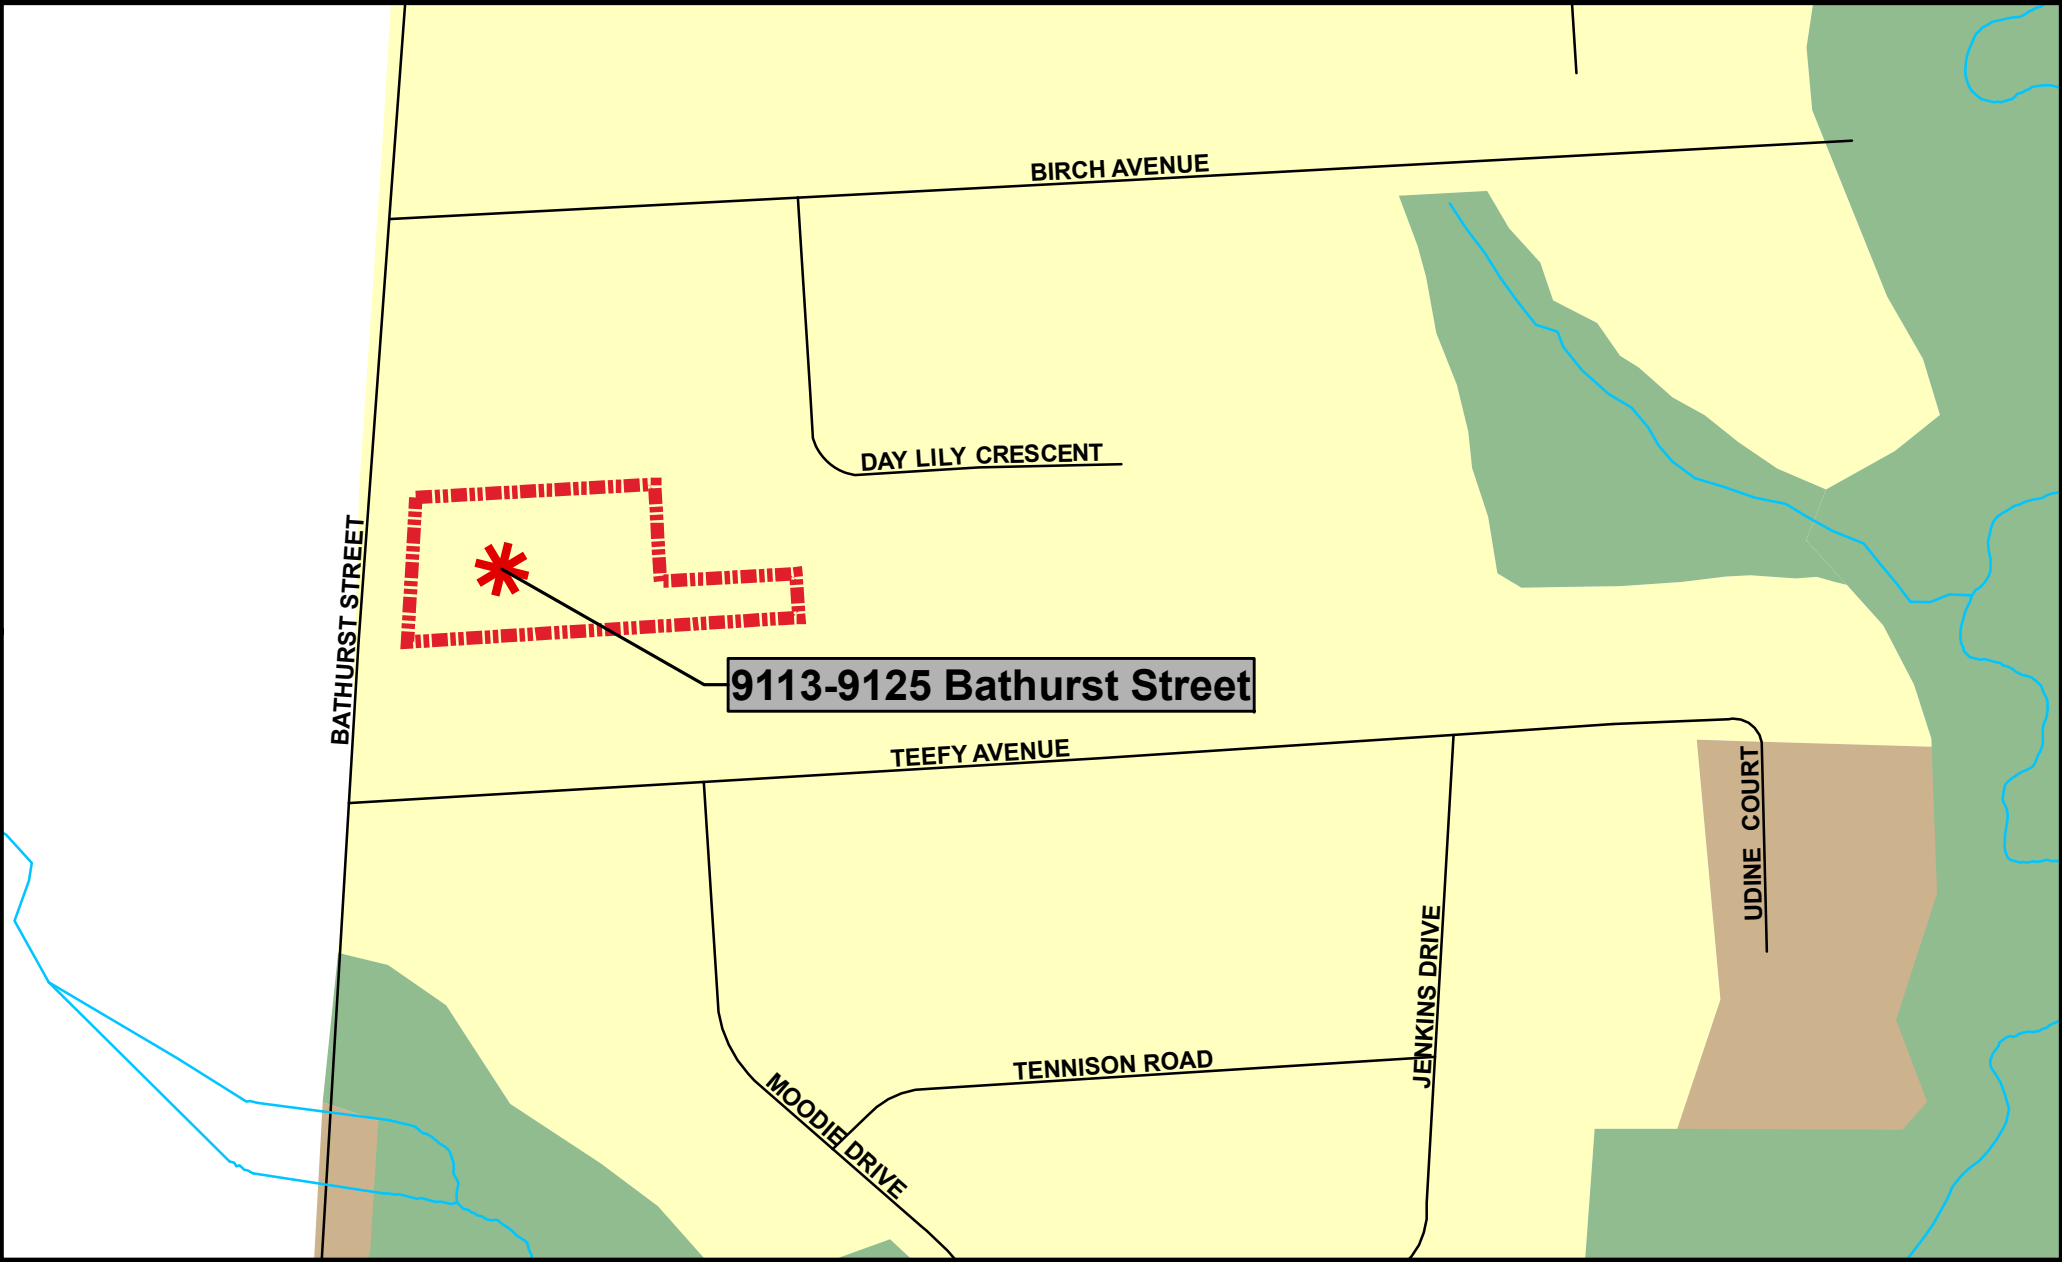 BIRCH AVENUE
DAY LILY CRESCENT
BATHURST STREET
9113-9125 Bathurst Street
TEEFY AVENUE
UDINE COURT
JENKINS DRIVE
TENNISON ROAD
MOODIE DRIVE